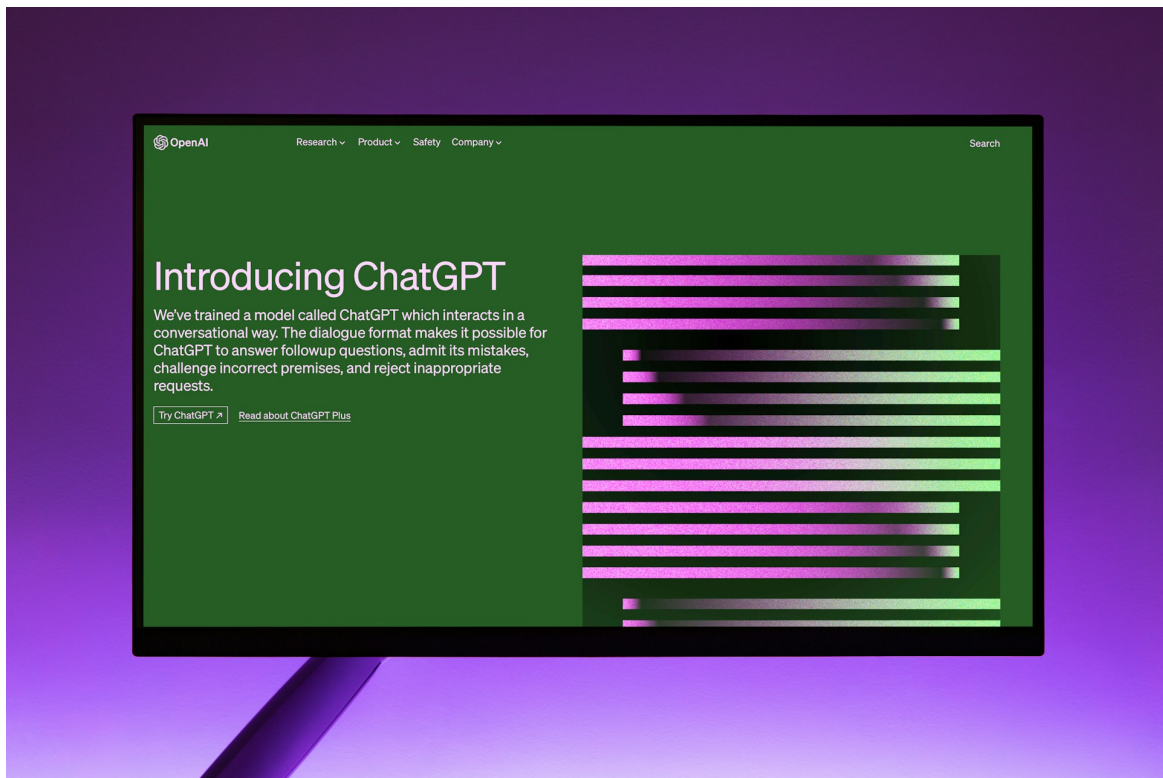 OpenAI
Research Product Safety Company
Search
Introducing ChatGPT
We've trained a model called ChatGPT which interacts in a
conversational way. The dialogue format makes it possible for
ChatGPT to answer followup questions, admit its mistakes,
challenge incorrect premises, and reject inappropriate
requests.
Try ChatGPT ↗
Read about ChatGPT Plus